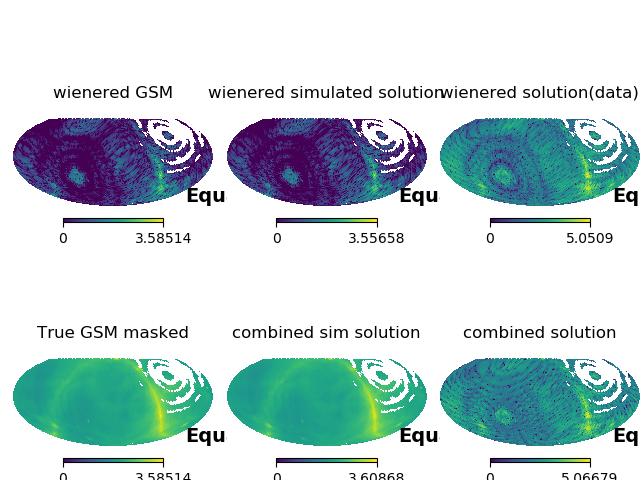 wienered GSM
wienered simulated solution
wienered solution(data)
Equ
Equ
Eq
0 3.58514
0 3.55658
0 5.0509
True GSM masked
combined sim solution
combined solution
Equ
Equ
Eq
0 3.58514
0 3.60868
0 5.06679